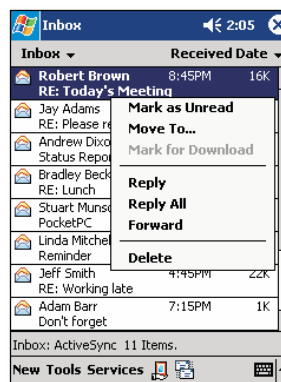 Inbox 2:05
Inbox Received Date
Robert Brown 8:45PM 16K
RE: Today's Meeting
Jay Adams
RE: Please re
Andrew Dixo
Status Repor
Bradley Beck
RE: Lunch
Stuart Munso
PocketPC
Linda Mitchel
Reminder
Jeff Smith 4:45PM 22K
RE: Working late
Adam Barr 7:15PM 1K
Don't forget
Mark as Unread
Move To...
Mark for Download
Reply
Reply All
Forward
Delete
Inbox: ActiveSync 11 Items.
New Tools Services